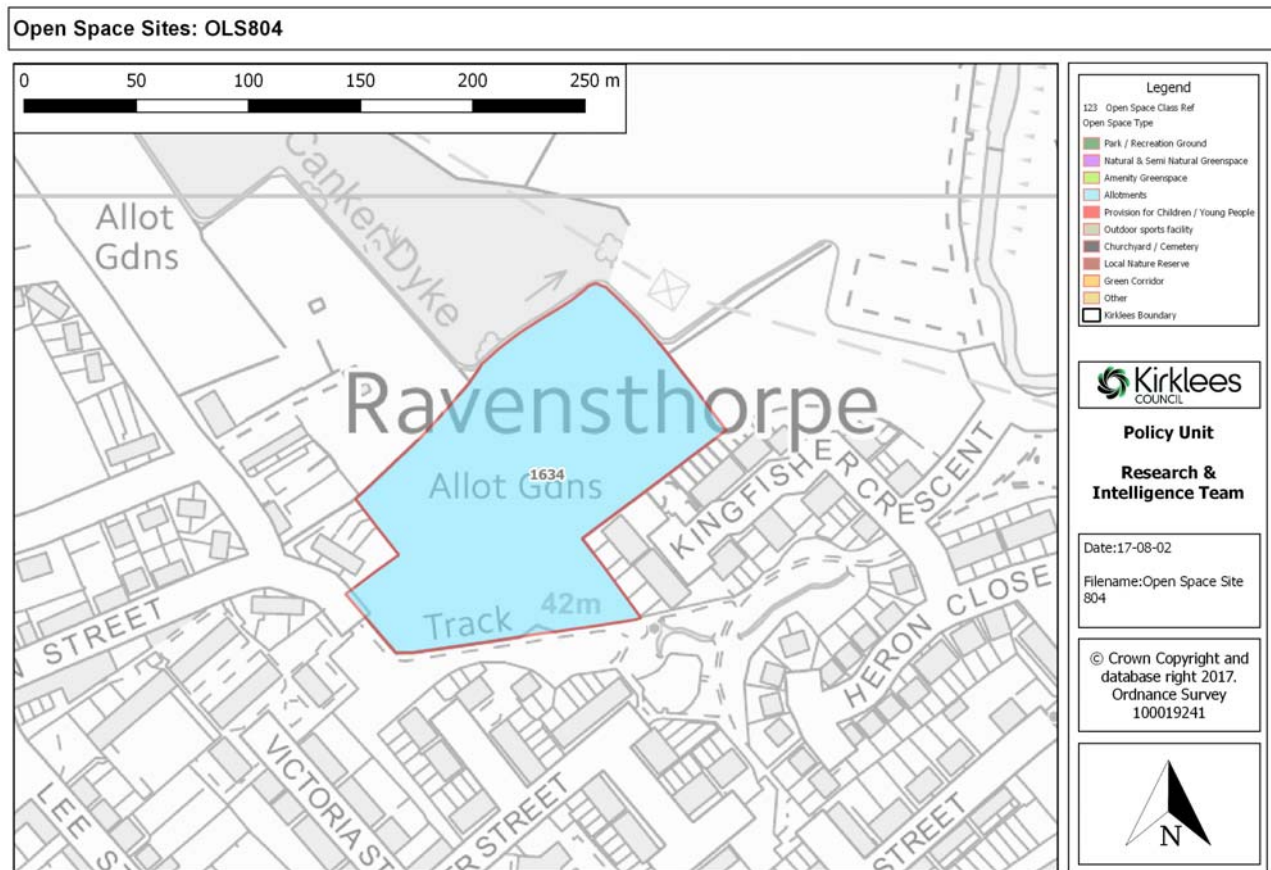 Open Space Sites: OLS804
0 50 100 150 200 250 m
Allot
Gdns
Canker Dyke
Ravensthorpe
1634
Allot Gdns
KINGFISHER CRESCENT
Track
42m
HERON CLOSE
STREET
VICTORIA ST
LEE S
STREET
STREET
Legend
123 Open Space Class Ref
Open Space Type
Park / Recreation Ground
Natural & Semi Natural Greenspace
Amenity Greenspace
Allotments
Provision for Children / Young People
Outdoor sports facility
Churchyard / Cemetery
Local Nature Reserve
Green Corridor
Other
Kirklees Boundary
Kirklees
COUNCIL
Policy Unit
Research &
Intelligence Team
Date:17-08-02
Filename:Open Space Site
804
© Crown Copyright and
database right 2017.
Ordnance Survey
100019241
N